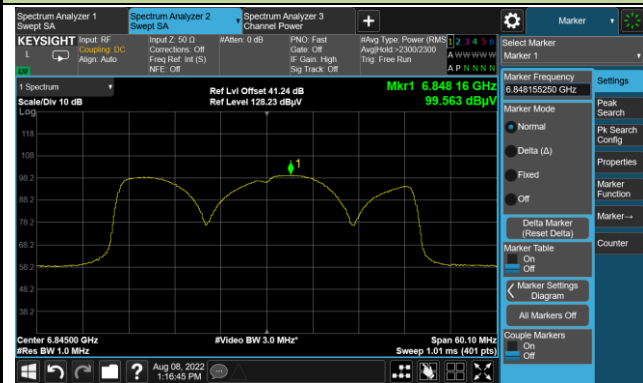 Spectrum Analyzer 1
Swept SA
Spectrum Analyzer 2
Swept SA
Spectrum Analyzer 3
Channel Power
+
Marker
KEYSIGHT
L
LXI
Input: RF
Coupling: DC
Align: Auto
Input Z: 50 Ω
Corrections: Off
Freq Ref: Int (S)
NFE: Off
#Atten: 0 dB
PNO: Fast
Gate: Off
IF Gain: High
Sig Track: Off
#Avg Type: Power (RMS
Avg|Hold:>2300/2300
Trig: Free Run
1 2 3 4 5 6
A W W W W W
A P N N N N
Select Marker
Marker 1
1 Spectrum
Scale/Div 10 dB
Log
Ref Lvl Offset 41.24 dB
Ref Level 128.23 dBµV
Mkr1 6.848 16 GHz
99.563 dBµV
118
108
98.2
88.2
78.2
68.2
58.2
48.2
38.2
1
Center 6.84500 GHz
#Res BW 1.0 MHz
#Video BW 3.0 MHz*
Span 60.10 MHz
Sweep 1.01 ms (401 pts)
Marker Frequency
6.848155250 GHz
Marker Mode
Normal
Delta (Δ)
Fixed
Off
Delta Marker
(Reset Delta)
Marker Table
On
Off
Marker Settings
Diagram
All Markers Off
Couple Markers
On
Off
Settings
Peak
Search
Pk Search
Config
Properties
Marker
Function
Marker→
Counter
Aug 08, 2022
1:16:45 PM